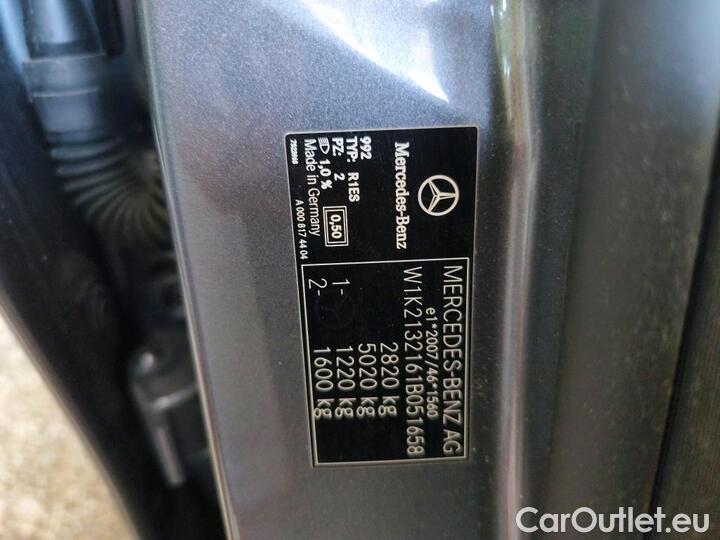 MERCEDES-BENZ AG
e1*2007/46*1560
W1K2132161B051658
2820 kg
5020 kg
1- 1220 kg
2- 1600 kg
Mercedes-Benz
992
TYP: R1ES
PZ: 2
1,0 %
0,50
Made in Germany
A 000 817 44 04
7922068
CarOutlet.eu